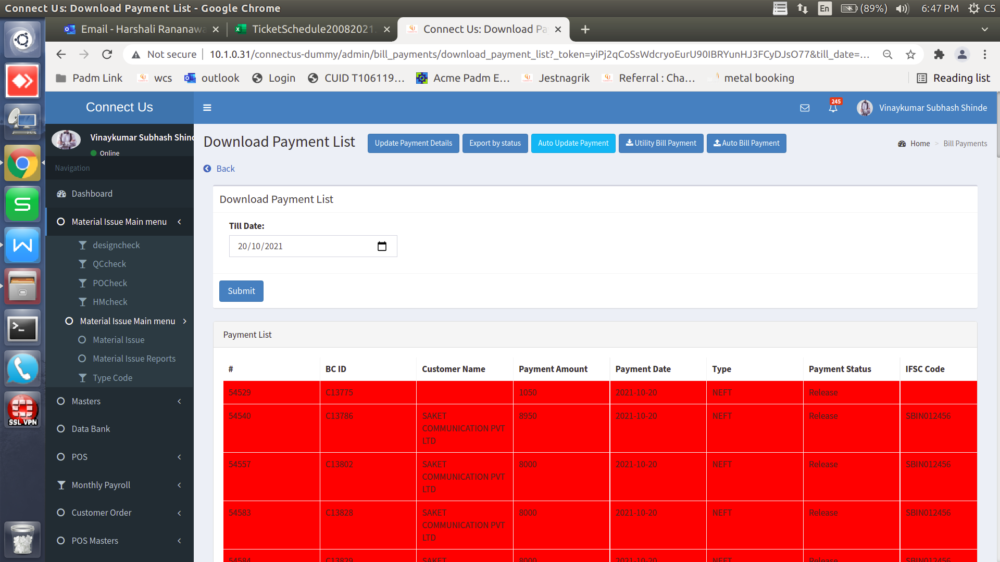 Connect Us: Download Payment List - Google Chrome
En
(89%)
6:47 PM
CS
Email - Harshali Rananawa
TicketSchedule20082021.
Connect Us: Download Pa
Not secure
10.1.0.31/connectus-dummy/admin/bill_payments/download_payment_list?_token=yiPj2qCoSsWdcryoEurU90IBRYunHJ3FCyDJsO77&till_date=...
Padm Link
wcs
outlook
Login
CUID T106119...
Acme Padm E...
Jestnagrik
Referral : Cha...
metal booking
Reading list
Connect Us
245
Vinaykumar Subhash Shinde
Vinaykumar Subhash Shind
Online
Navigation
Dashboard
Material Issue Main menu
designcheck
QCcheck
POCheck
HMcheck
Material Issue Main menu
Material Issue
Material Issue Reports
Type Code
Masters
Data Bank
POS
Monthly Payroll
Customer Order
POS Masters
SSL VPN
Download Payment List
Update Payment Details
Export by status
Auto Update Payment
Utility Bill Payment
Auto Bill Payment
Home > Bill Payments
Back
Download Payment List
Till Date:
20/10/2021
Submit
Payment List
# BC ID Customer Name Payment Amount Payment Date Type Payment Status IFSC Code
54529 C13775 1050 2021-10-20 NEFT Release
54540 C13786 SAKET 8950 2021-10-20 NEFT Release SBIN012456
COMMUNICATION PVT
LTD
54557 C13802 SAKET 8000 2021-10-20 NEFT Release SBIN012456
COMMUNICATION PVT
LTD
54583 C13828 SAKET 8000 2021-10-20 NEFT Release SBIN012456
COMMUNICATION PVT
LTD
54584 C13829 SAKET 8000 2021-10-20 NEFT Release SBIN012456